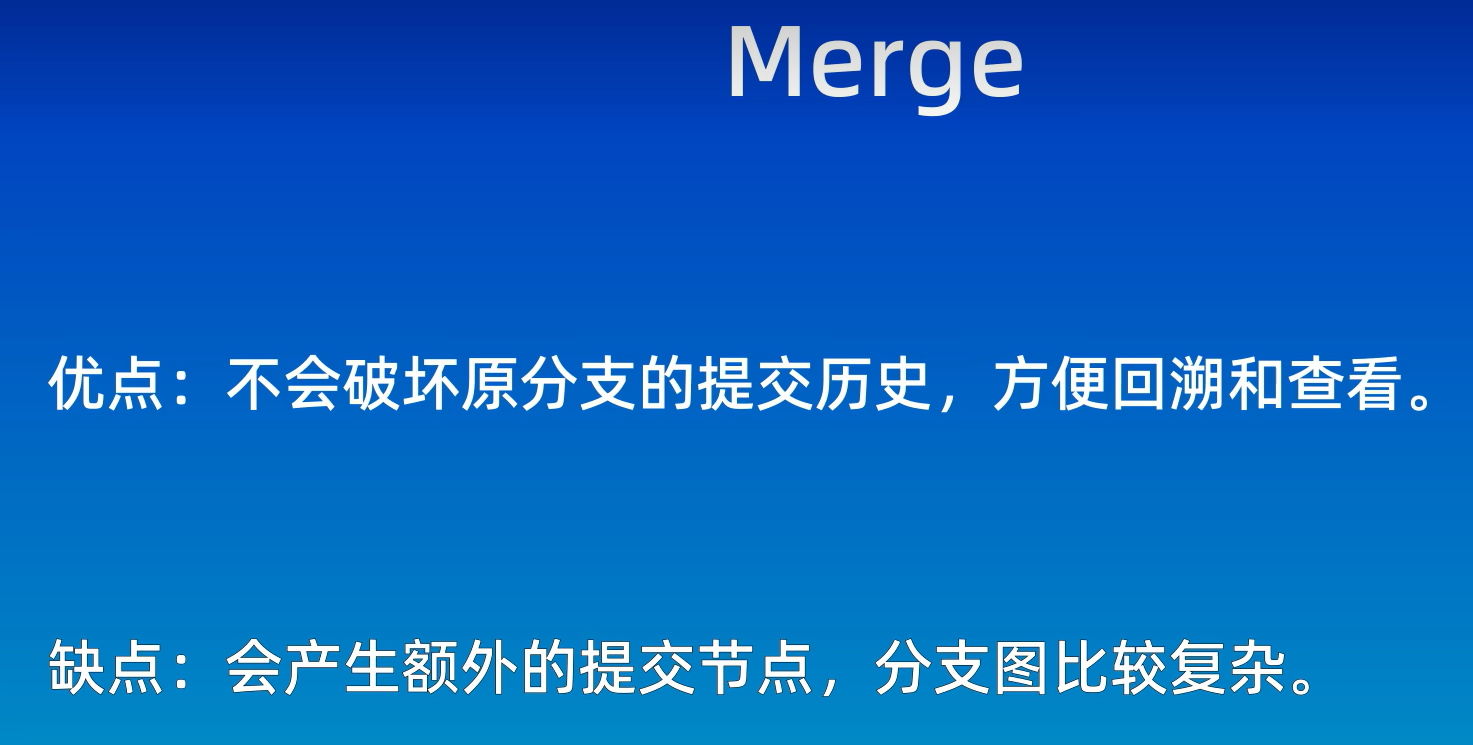 Merge
优点：不会破坏原分支的提交历史，方便回溯和查看。
缺点：会产生额外的提交节点，分支图比较复杂。